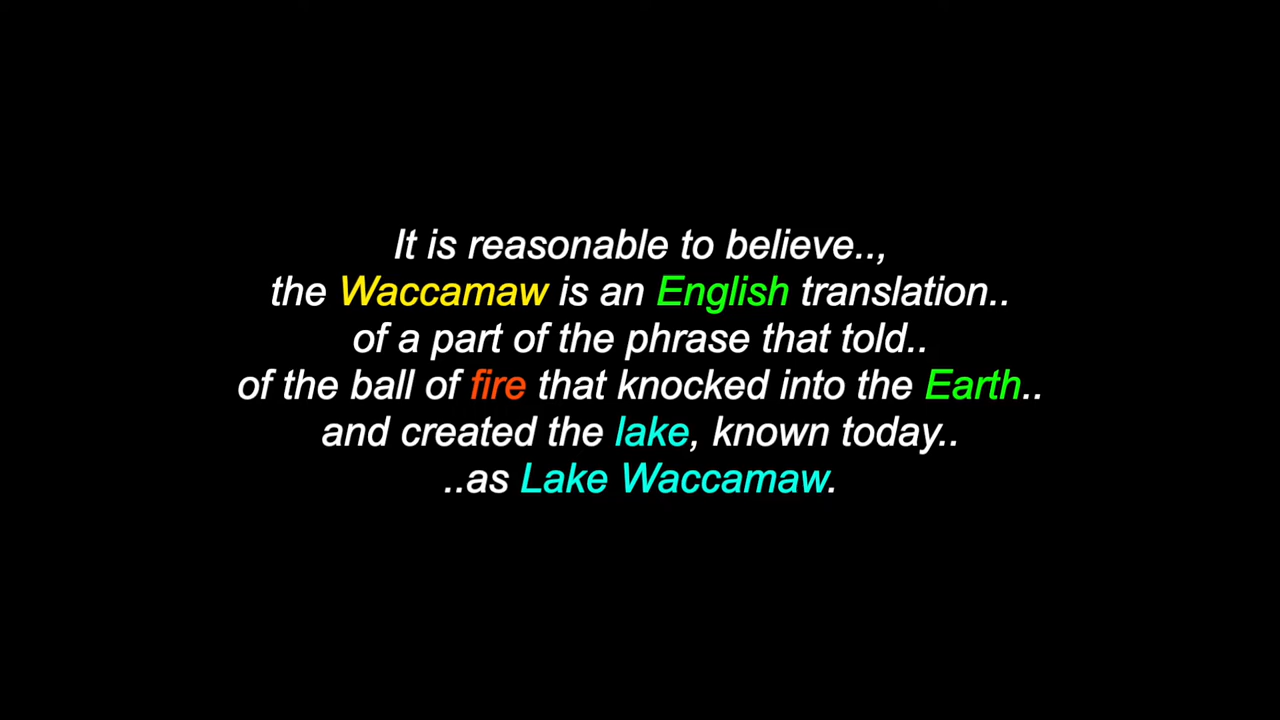 It is reasonable to believe..,
the Waccamaw is an English translation..
of a part of the phrase that told..
of the ball of fire that knocked into the Earth..
and created the lake, known today..
..as Lake Waccamaw.